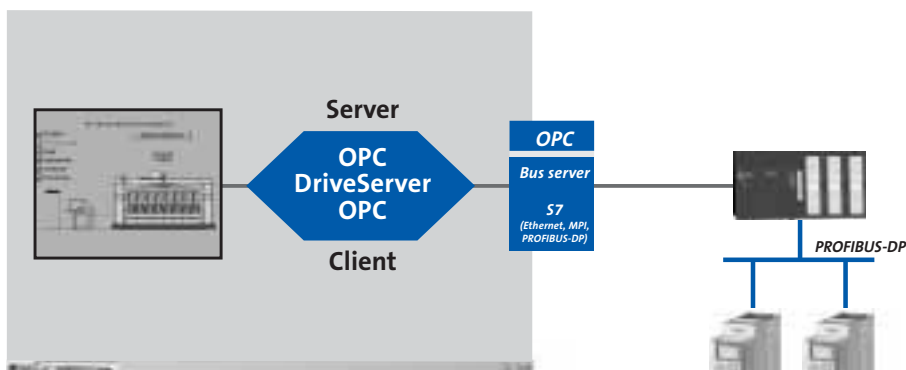 Server
OPC
DriveServer
OPC
Client
OPC
Bus server
S7
(Ethernet, MPI,
PROFIBUS-DP)
PROFIBUS-DP